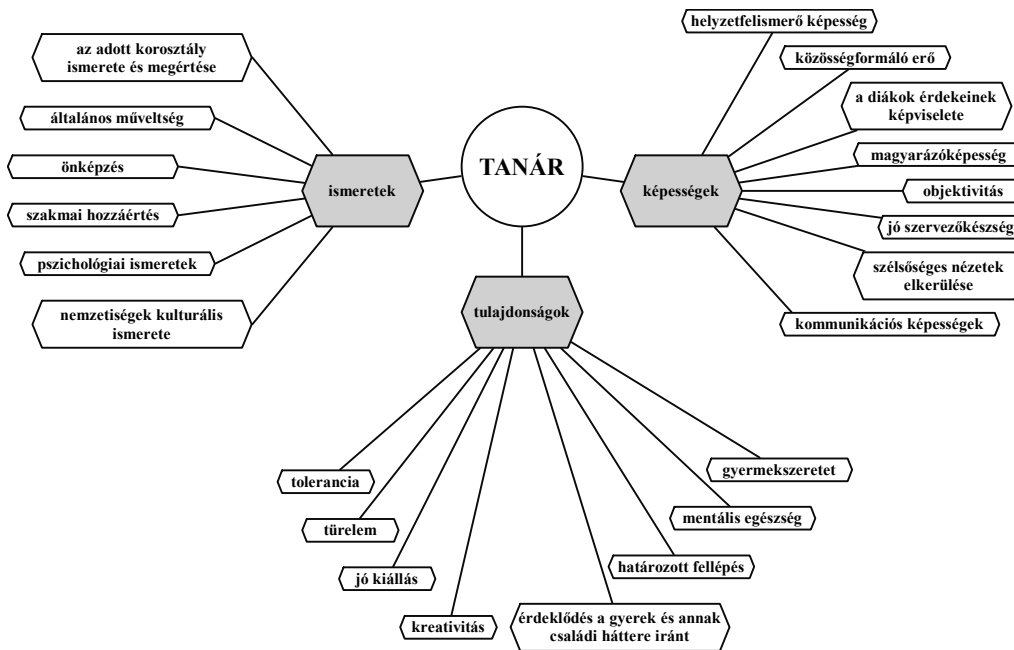 TANÁR
ismeretek
az adott korosztály
ismerete és megértése
általános műveltség
önképzés
szakmai hozzáértés
pszichológiai ismeretek
nemzetiségek kulturális
ismerete
képességek
helyzetfelismerő képesség
közösségformáló erő
a diákok érdekeinek
képviselete
magyarázóképesség
objektivitás
jó szervezőkészség
szélsőséges nézetek
elkerülése
kommunikációs képességek
tulajdonságok
tolerancia
türelem
jó kiállás
kreativitás
érdeklődés a gyerek és annak
családi háttere iránt
határozott fellépés
mentális egészség
gyermekszeretet